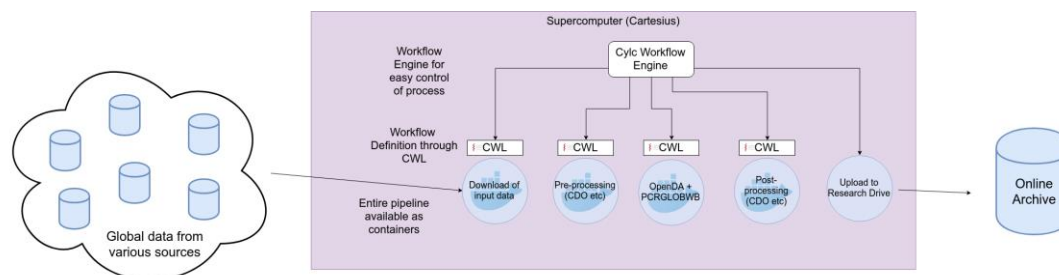 Supercomputer (Cartesius)
Workflow
Engine for
easy control
of process
Cylc Workflow
Engine
Workflow
Definition through
CWL
CWL
CWL
CWL
CWL
Download of
input data
Pre-processing
(CDO etc)
OpenDA +
PCRGLOBWB
Post-
processing
(CDO etc)
Upload to
Research Drive
Entire pipeline
available as
containers
Global data from
various sources
Online
Archive